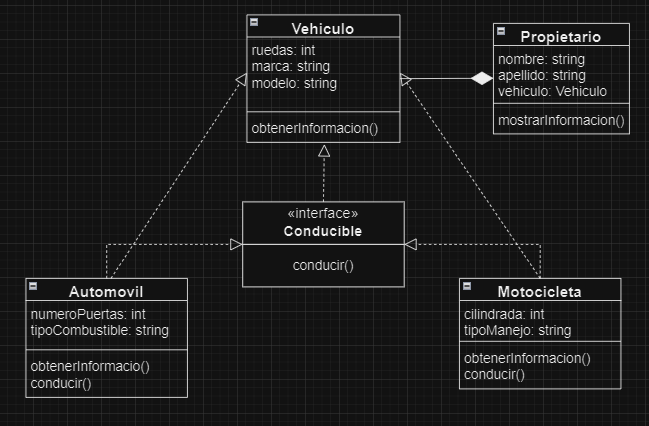 Vehiculo
ruedas: int
marca: string
modelo: string
obtenerInformacion()
Propietario
nombre: string
apellido: string
vehiculo: Vehiculo
mostrarInformacion()
«interface»
Conducible
conducir()
Automovil
numeroPuertas: int
tipoCombustible: string
obtenerInformacio()
conducir()
Motocicleta
cilindrada: int
tipoManejo: string
obtenerInformacion()
conducir()